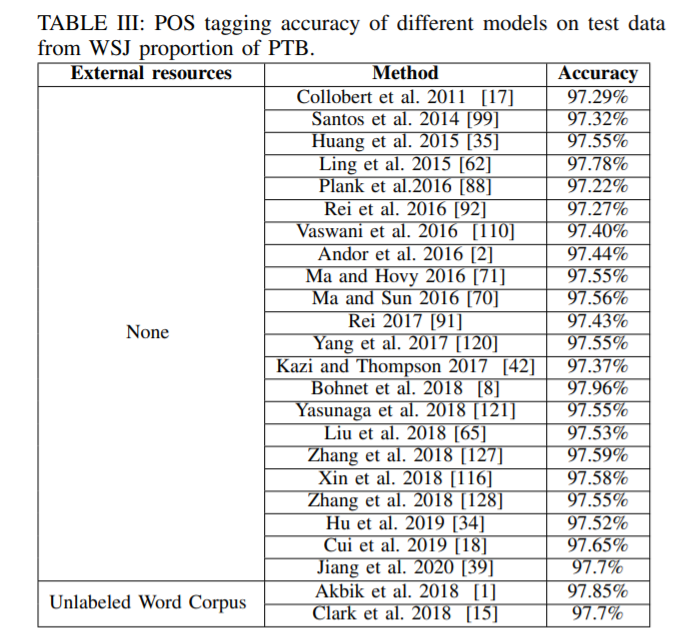 TABLE III: POS tagging accuracy of different models on test data
from WSJ proportion of PTB.
External resources Method Accuracy
None
Collobert et al. 2011 [17] 97.29%
Santos et al. 2014 [99] 97.32%
Huang et al. 2015 [35] 97.55%
Ling et al. 2015 [62] 97.78%
Plank et al.2016 [88] 97.22%
Rei et al. 2016 [92] 97.27%
Vaswani et al. 2016 [110] 97.40%
Andor et al. 2016 [2] 97.44%
Ma and Hovy 2016 [71] 97.55%
Ma and Sun 2016 [70] 97.56%
Rei 2017 [91] 97.43%
Yang et al. 2017 [120] 97.55%
Kazi and Thompson 2017 [42] 97.37%
Bohnet et al. 2018 [8] 97.96%
Yasunaga et al. 2018 [121] 97.55%
Liu et al. 2018 [65] 97.53%
Zhang et al. 2018 [127] 97.59%
Xin et al. 2018 [116] 97.58%
Zhang et al. 2018 [128] 97.55%
Hu et al. 2019 [34] 97.52%
Cui et al. 2019 [18] 97.65%
Jiang et al. 2020 [39] 97.7%
Unlabeled Word Corpus
Akbik et al. 2018 [1] 97.85%
Clark et al. 2018 [15] 97.7%